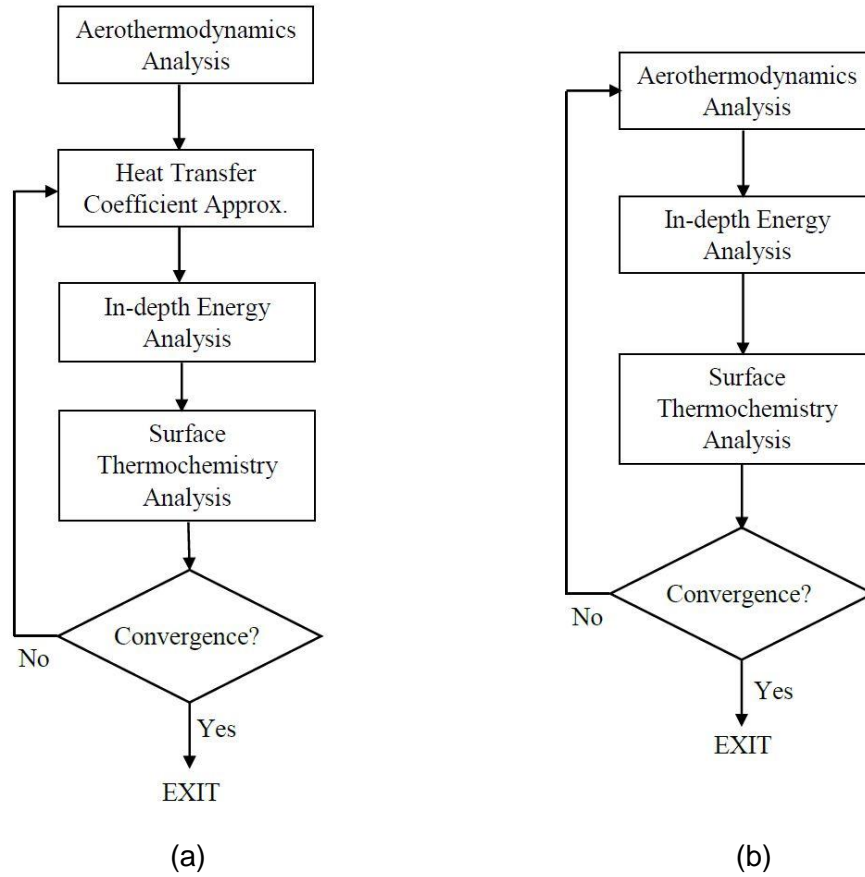 Aerothermodynamics
Analysis
Heat Transfer
Coefficient Approx.
In-depth Energy
Analysis
Surface
Thermochemistry
Analysis
Convergence?
No
Yes
EXIT
(a)
Aerothermodynamics
Analysis
In-depth Energy
Analysis
Surface
Thermochemistry
Analysis
Convergence?
No
Yes
EXIT
(b)